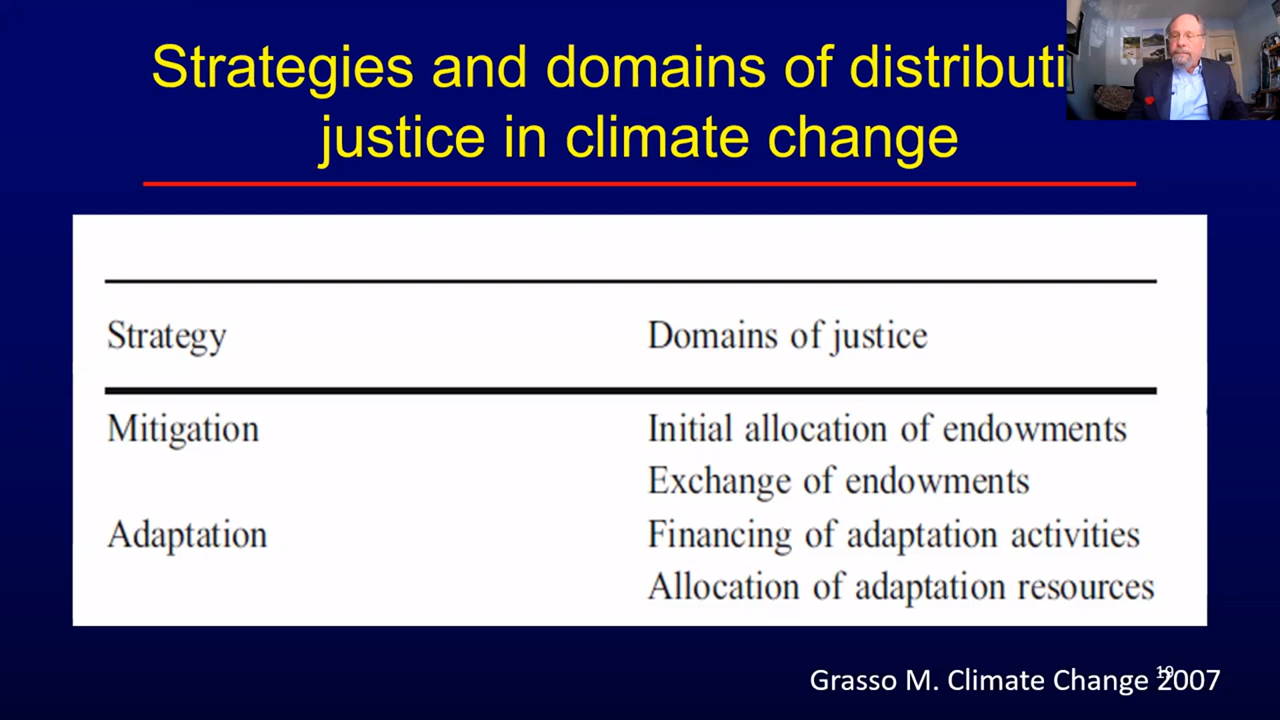 Strategies and domains of distributi
justice in climate change
Strategy Domains of justice
Mitigation Initial allocation of endowments
Exchange of endowments
Adaptation Financing of adaptation activities
Allocation of adaptation resources
Grasso M. Climate Change 2007
19